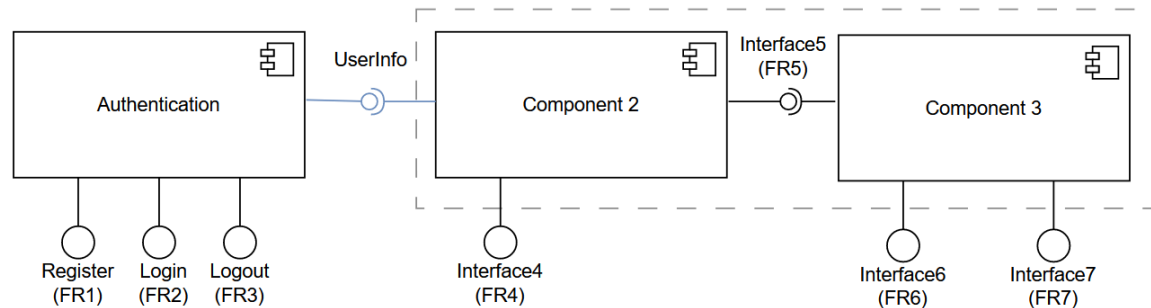 UserInfo
Interface5
(FR5)
Authentication
Component 2
Component 3
Register
(FR1)
Login
(FR2)
Logout
(FR3)
Interface4
(FR4)
Interface6
(FR6)
Interface7
(FR7)